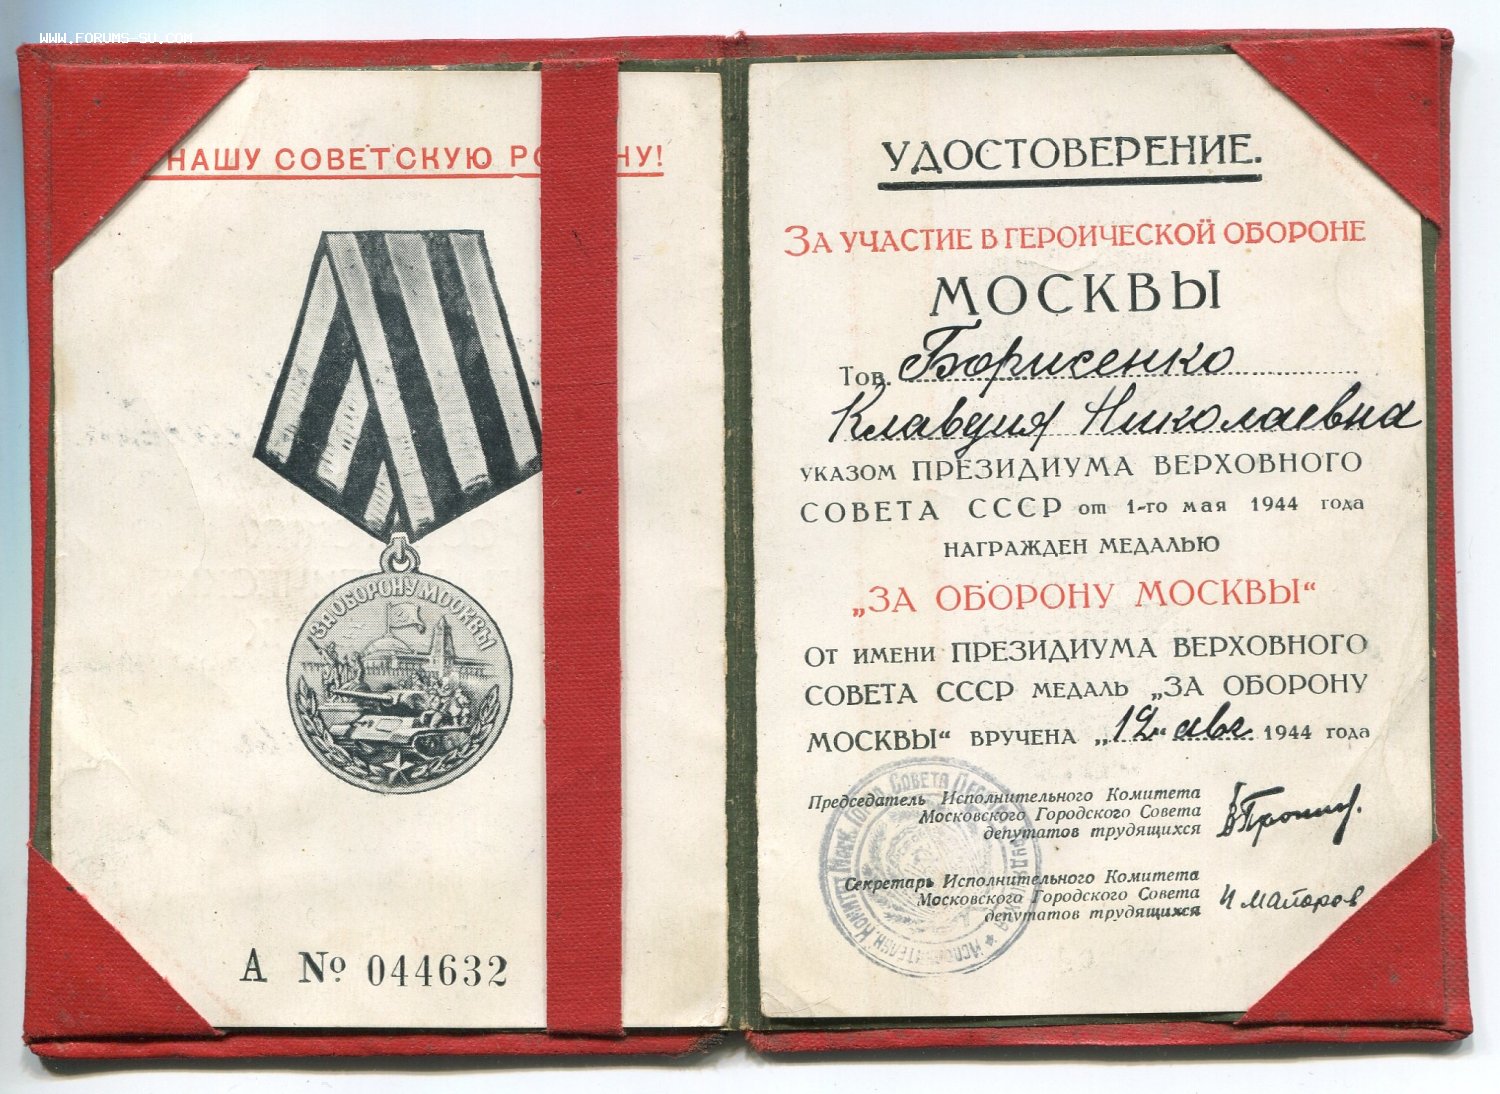 WWW.FORUMS-SU.COM
НАШУ СОВЕТСКУЮ РО НУ!
ЗА ОБОРОНУ МОСКВЫ
А № 044632
УДОСТОВЕРЕНИЕ.
ЗА УЧАСТИЕ В ГЕРОИЧЕСКОЙ ОБОРОНЕ
МОСКВЫ
Тов. Борисенко
Клавдия Николаевна
УКАЗОМ ПРЕЗИДИУМА ВЕРХОВНОГО
СОВЕТА СССР от 1-го мая 1944 года
НАГРАЖДЕН МЕДАЛЬЮ
„ЗА ОБОРОНУ МОСКВЫ“
ОТ ИМЕНИ ПРЕЗИДИУМА ВЕРХОВНОГО
СОВЕТА СССР МЕДАЛЬ „ЗА ОБОРОНУ
МОСКВЫ“ ВРУЧЕНА „12“ авг 1944 года
Председатель Исполнительного Комитета
Московского Городского Совета
депутатов трудящихся
В Пронин.
Секретарь Исполнительного Комитета
Московского Городского Совета
депутатов трудящихся
Майоров